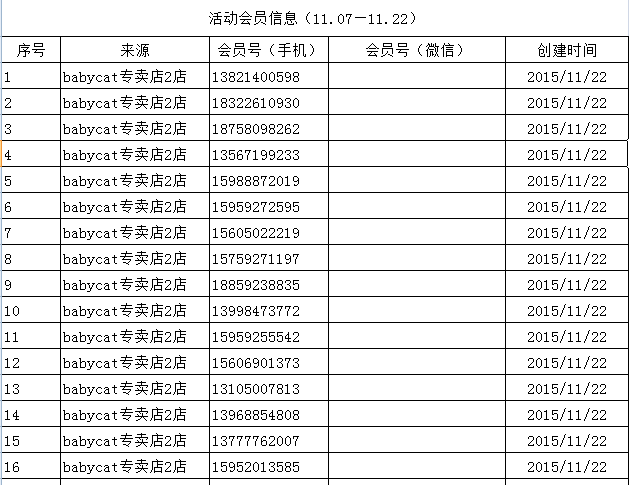 活动会员信息（11.07－11.22）
序号 来源 会员号（手机） 会员号（微信） 创建时间
1 babycat专卖店2店 13821400598 2015/11/22
2 babycat专卖店2店 18322610930 2015/11/22
3 babycat专卖店2店 18758098262 2015/11/22
4 babycat专卖店2店 13567199233 2015/11/22
5 babycat专卖店2店 15988872019 2015/11/22
6 babycat专卖店2店 15959272595 2015/11/22
7 babycat专卖店2店 15605022219 2015/11/22
8 babycat专卖店2店 15759271197 2015/11/22
9 babycat专卖店2店 18859238835 2015/11/22
10 babycat专卖店2店 13998473772 2015/11/22
11 babycat专卖店2店 15959255542 2015/11/22
12 babycat专卖店2店 15606901373 2015/11/22
13 babycat专卖店2店 13105007813 2015/11/22
14 babycat专卖店2店 13968854808 2015/11/22
15 babycat专卖店2店 13777762007 2015/11/22
16 babycat专卖店2店 15952013585 2015/11/22